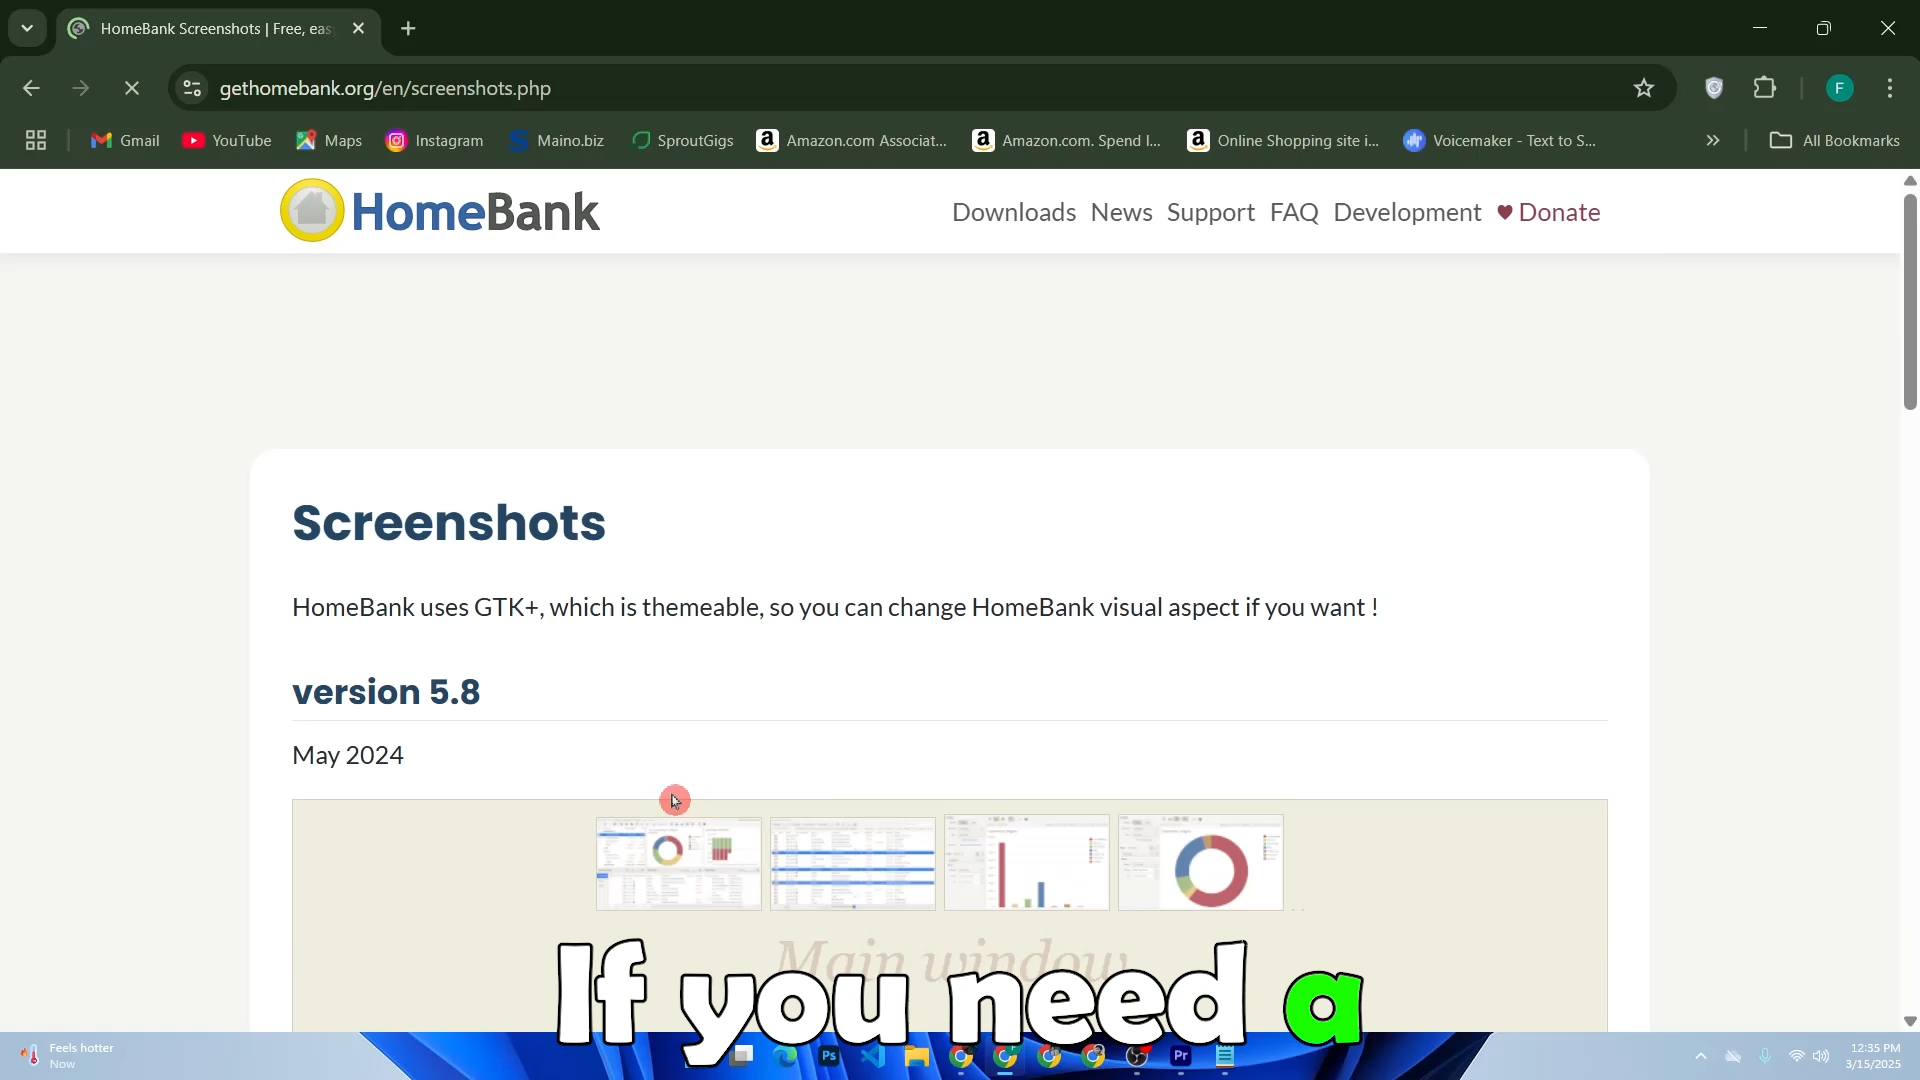 HomeBank Screenshots | Free, eas
gethomebank.org/en/screenshots.php
Gmail
YouTube
Maps
Instagram
Maino.biz
SproutGigs
Amazon.com Associat...
Amazon.com. Spend l...
Online Shopping site i...
Voicemaker - Text to S...
All Bookmarks
F
HomeBank
Downloads News Support FAQ Development ♥ Donate
Screenshots
HomeBank uses GTK+, which is themeable, so you can change HomeBank visual aspect if you want !
version 5.8
May 2024
Main window
If you need a
Feels hotter
Now
Ps
Pr
12:35 PM
3/15/2025